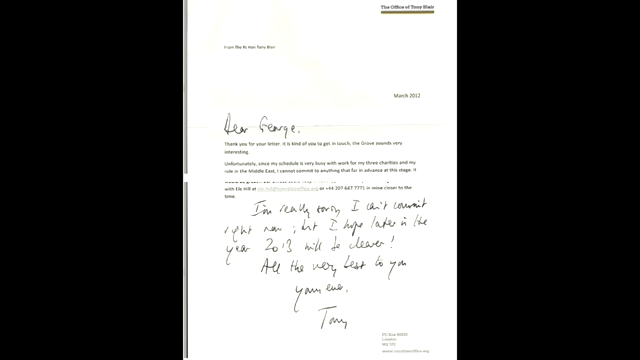 The Office of Tony Blair
From The Rt Hon Tony Blair
March 2012
Dear George,
Thank you for your letter. It is kind of you to get in touch, the Grove sounds very
interesting.
Unfortunately, since my schedule is very busy with work for my three charities and my
role in the Middle East, I cannot commit to anything that far in advance at this stage. It
with Ele Hill at or +44 207 647 7771 in mind closer to the
time.
I'm really sorry I can't commit
right now; but I hope later in the
year 2013 will be clearer!
All the very best to you
yours ever,
Tony
PO Box
London
www.tonyblairoffice.org